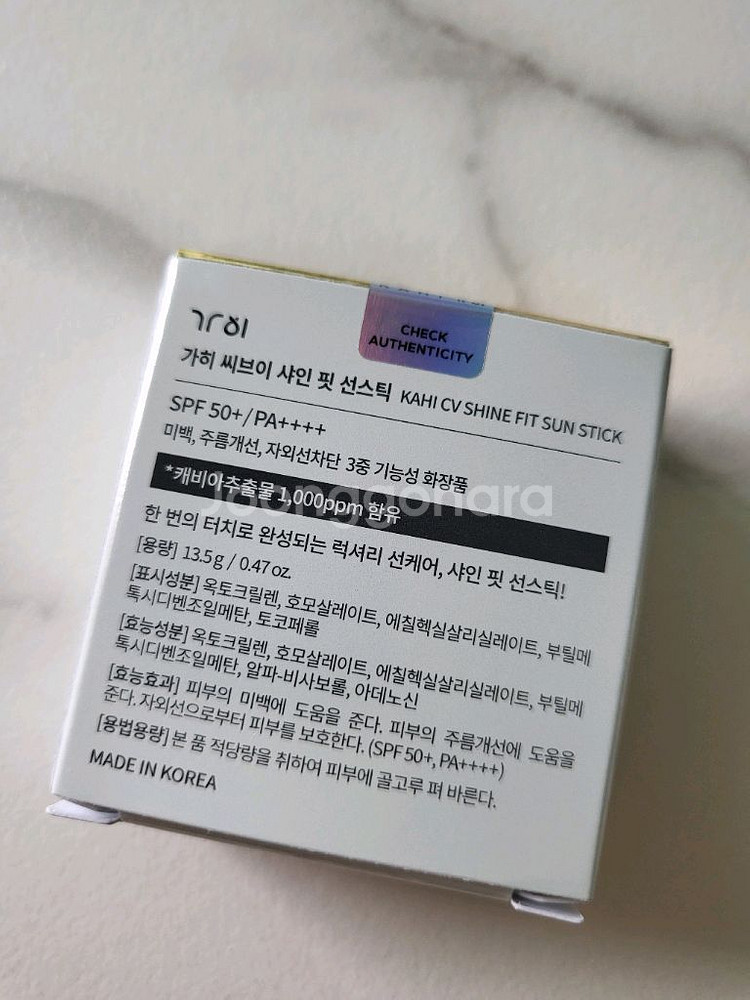 가히
CHECK
AUTHENTICITY
가히 씨브이 샤인 핏 선스틱 KAHI CV SHINE FIT SUN STICK
SPF 50+/PA++++
미백, 주름개선, 자외선차단 3중 기능성 화장품
*캐비아추출물 1,000ppm 함유
Joonggonara
한 번의 터치로 완성되는 럭셔리 선케어, 샤인 핏 선스틱!
[용량] 13.5g / 0.47 oz.
[표시성분] 옥토크릴렌, 호모살레이트, 에칠헥실살리실레이트, 부틸메
톡시디벤조일메탄, 토코페롤
[효능성분] 옥토크릴렌, 호모살레이트, 에칠헥실살리실레이트, 부틸메
톡시디벤조일메탄, 알파-비사보롤, 아데노신
[효능효과] 피부의 미백에 도움을 준다. 피부의 주름개선에 도움을
준다. 자외선으로부터 피부를 보호한다. (SPF 50+, PA++++)
[용법용량] 본 품 적당량을 취하여 피부에 골고루 펴 바른다.
MADE IN KOREA